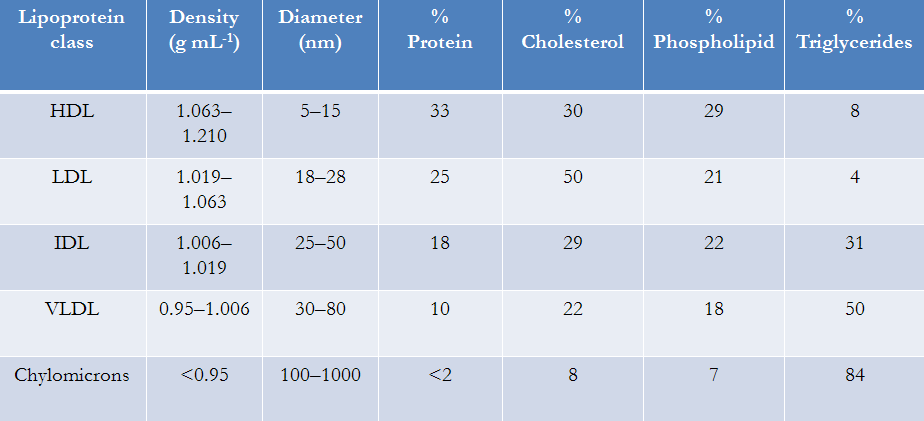 Lipoprotein class Density (g mL-1) Diameter (nm) % Protein % Cholesterol % Phospholipid % Triglycerides
HDL 1.063–1.210 5–15 33 30 29 8
LDL 1.019–1.063 18–28 25 50 21 4
IDL 1.006–1.019 25–50 18 29 22 31
VLDL 0.95–1.006 30–80 10 22 18 50
Chylomicrons <0.95 100–1000 <2 8 7 84